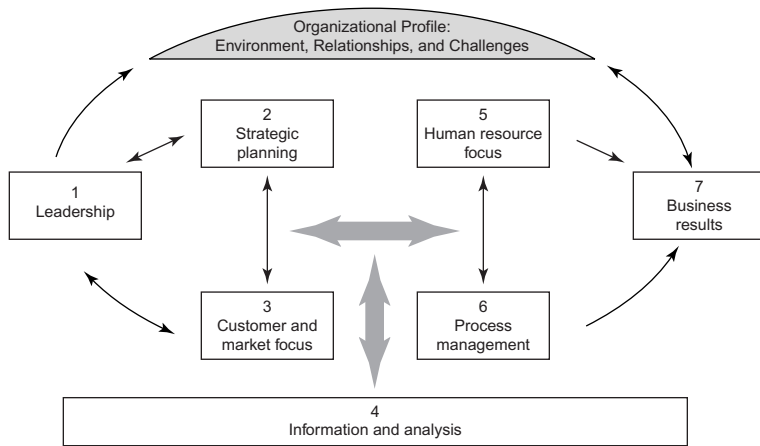 Organizational Profile:
Environment, Relationships, and Challenges
1
Leadership
2
Strategic
planning
3
Customer and
market focus
4
Information and analysis
5
Human resource
focus
6
Process
management
7
Business
results